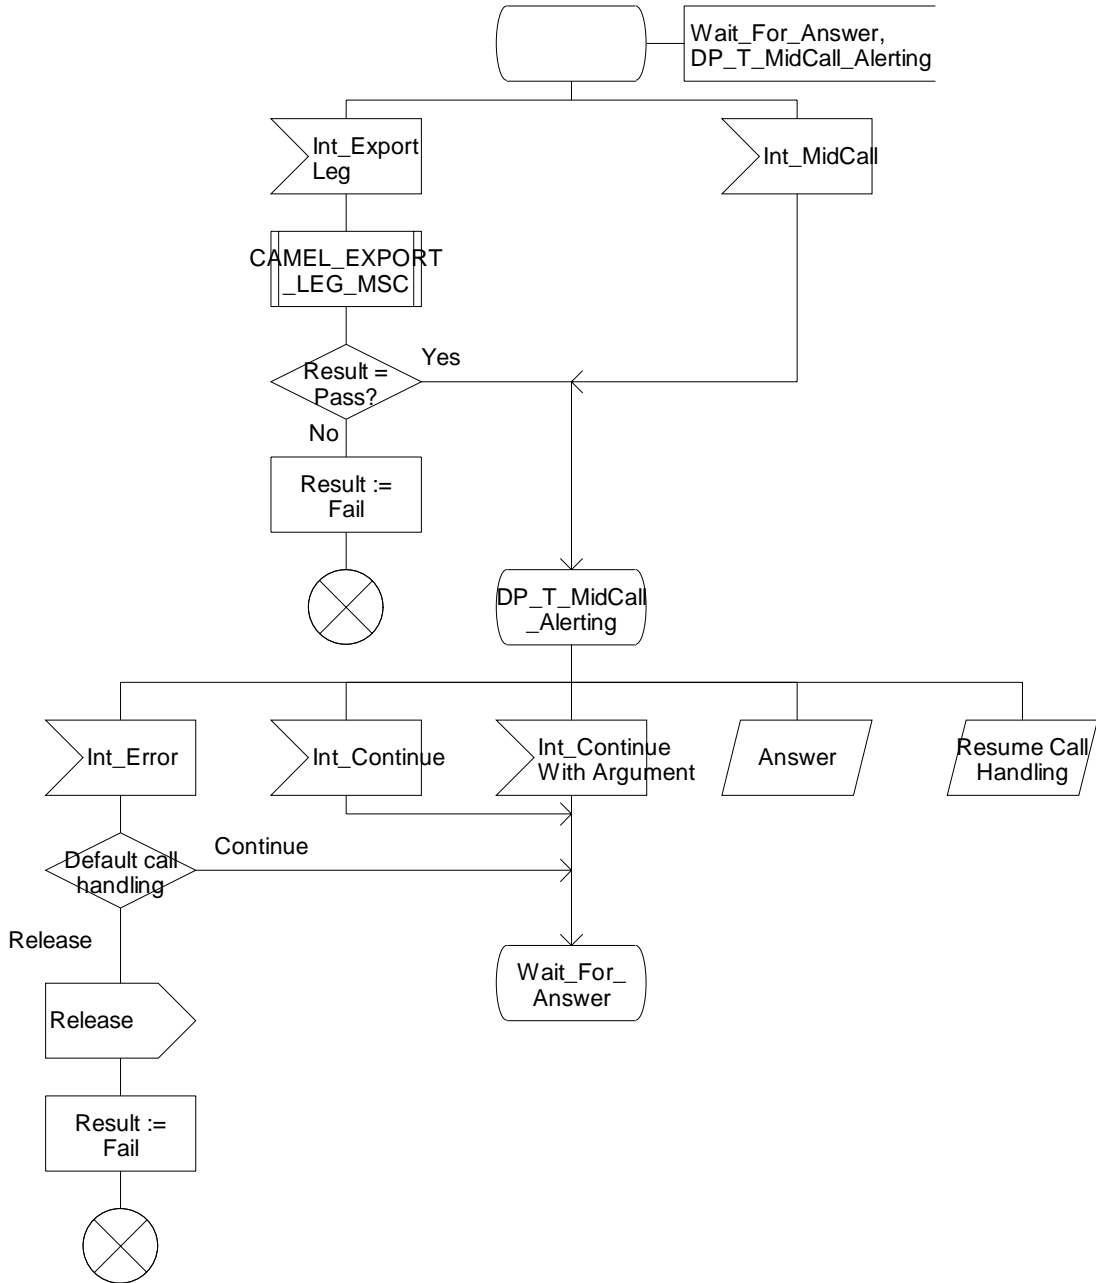 Wait_For_Answer,
DP_T_MidCall_Alerting
Int_Export
Leg
Int_MidCall
CAMEL_EXPORT
_LEG_MSC
Result =
Pass?
Yes
No
Result :=
Fail
DP_T_MidCall
_Alerting
Int_Error
Int_Continue
Int_Continue
With Argument
Answer
Resume Call
Handling
Default call
handling
Continue
Release
Wait_For_
Answer
Release
Result :=
Fail